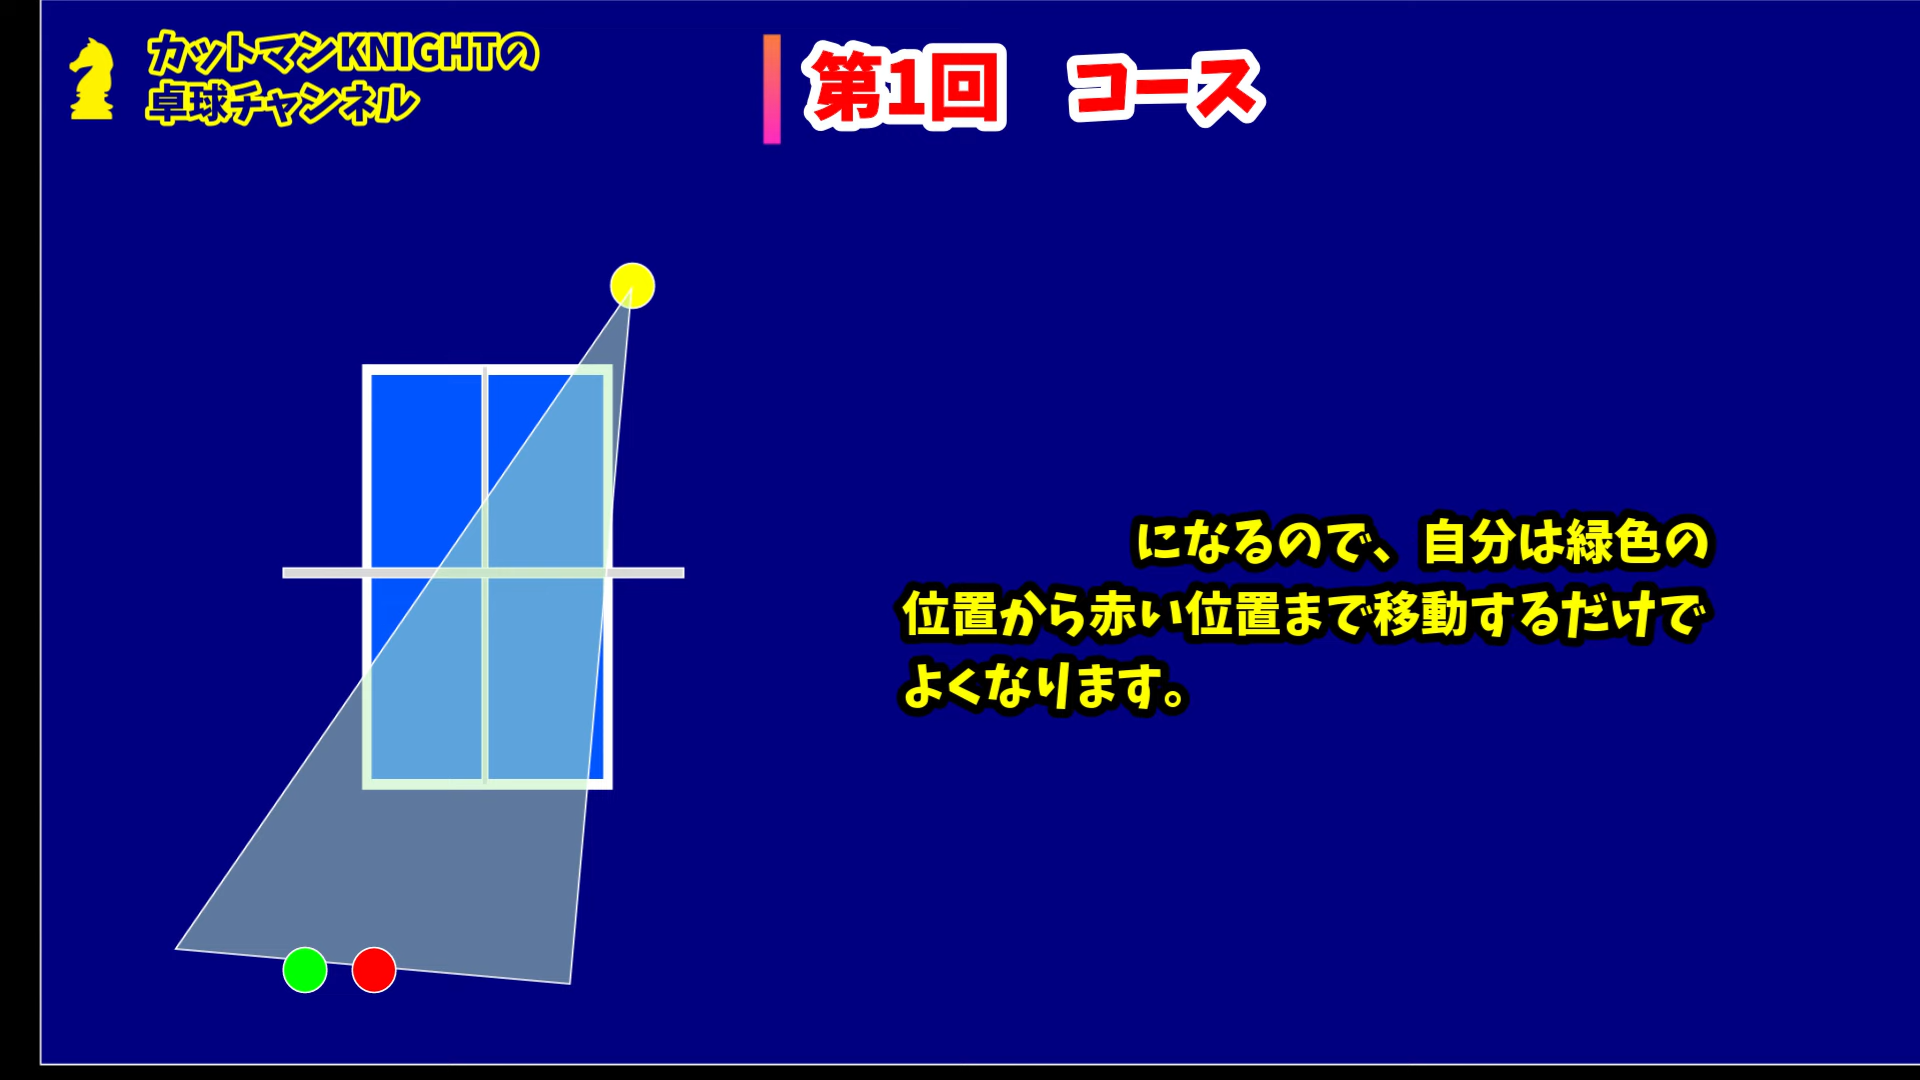 カットマンKNIGHTの
卓球チャンネル
第1回　コース
になるので、自分は緑色の
位置から赤い位置まで移動するだけで
よくなります。